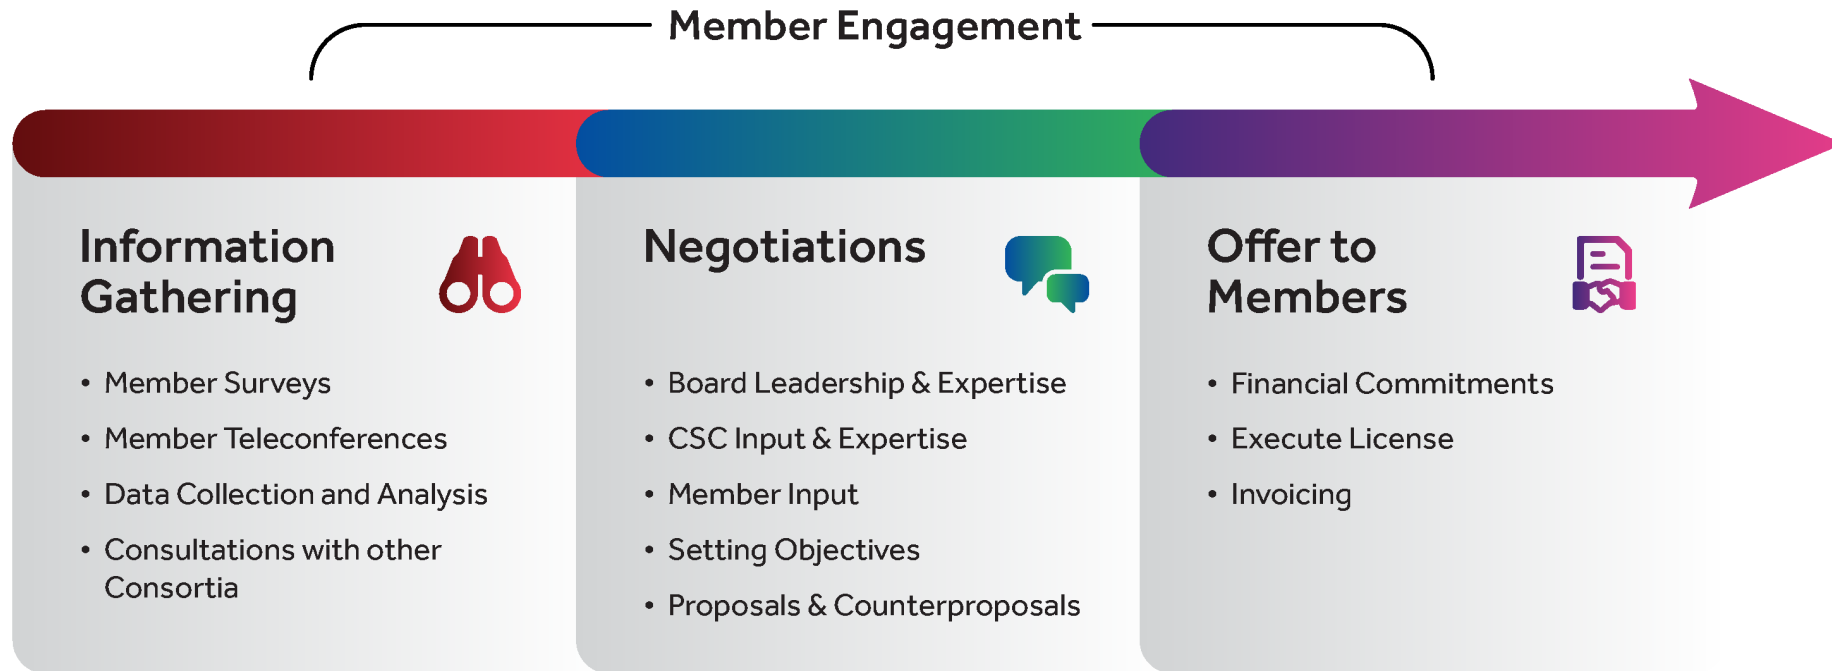 Member Engagement
Information
Gathering
• Member Surveys
• Member Teleconferences
• Data Collection and Analysis
• Consultations with other
Consortia
Negotiations
• Board Leadership & Expertise
• CSC Input & Expertise
• Member Input
• Setting Objectives
• Proposals & Counterproposals
Offer to
Members
• Financial Commitments
• Execute License
• Invoicing